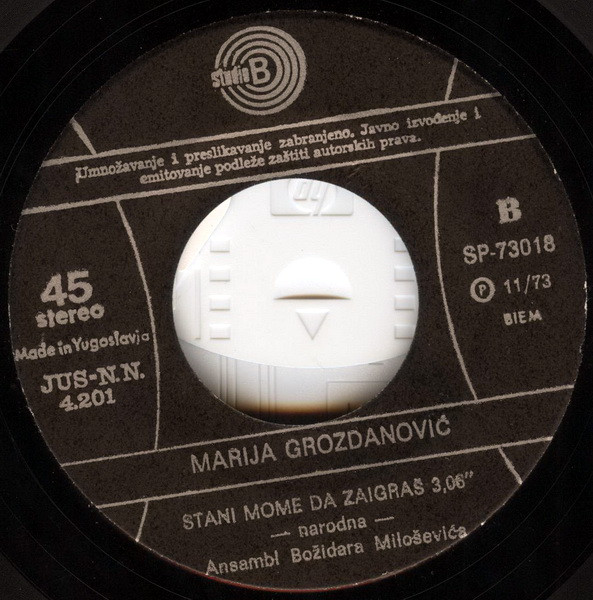 Studio B
Umnožavanje i preslikavanje zabranjeno. Javno izvođenje i
emitovanje podleže zaštiti autorskih prava.
45
stereo
Made in Yugoslavia
JUS-N.N.
4.201
B
SP-73018
℗ 11/73
BIEM
hp
MARIJA GROZDANOVIĆ
STANI MOME DA ZAIGRAŠ 3,06"
— narodna —
Ansambl Božidara Miloševića